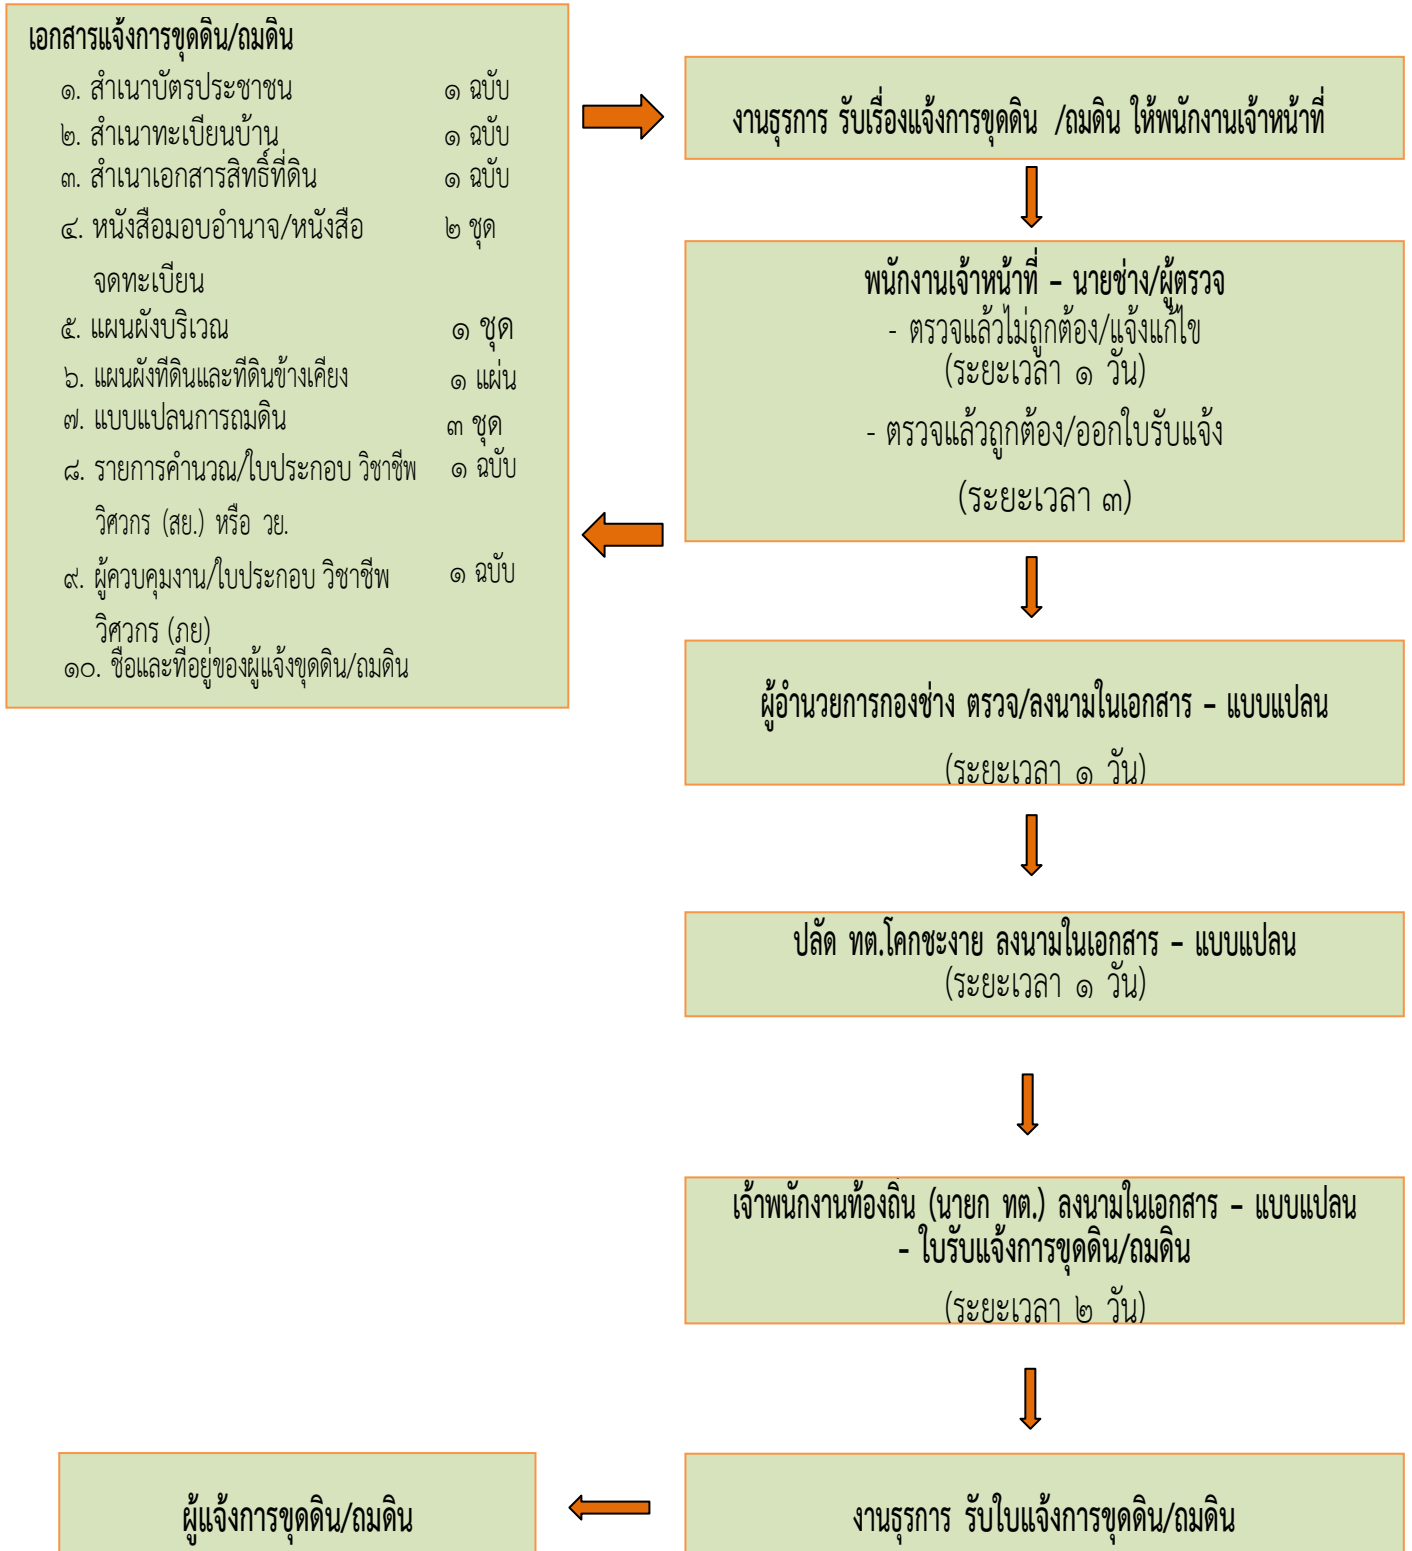 เอกสารแจ้งการขุดดิน/ถมดิน
๑. สำเนาบัตรประชาชน ๑ ฉบับ
๒. สำเนาทะเบียนบ้าน ๑ ฉบับ
๓. สำเนาเอกสารสิทธิ์ที่ดิน ๑ ฉบับ
๔. หนังสือมอบอำนาจ/หนังสือ ๒ ชุด
จดทะเบียน
๕. แผนผังบริเวณ ๑ ชุด
๖. แผนผังที่ดินและที่ดินข้างเคียง ๑ แผ่น
๗. แบบแปลนการถมดิน ๓ ชุด
๘. รายการคำนวณ/ใบประกอบ วิชาชีพ ๑ ฉบับ
วิศวกร (สย.) หรือ วย.
๙. ผู้ควบคุมงาน/ใบประกอบ วิชาชีพ ๑ ฉบับ
วิศวกร (ภย)
๑๐. ชื่อและที่อยู่ของผู้แจ้งขุดดิน/ถมดิน
งานธุรการ รับเรื่องแจ้งการขุดดิน /ถมดิน ให้พนักงานเจ้าหน้าที่
พนักงานเจ้าหน้าที่ – นายช่าง/ผู้ตรวจ
- ตรวจแล้วไม่ถูกต้อง/แจ้งแก้ไข
(ระยะเวลา ๑ วัน)
- ตรวจแล้วถูกต้อง/ออกใบรับแจ้ง
(ระยะเวลา ๓)
ผู้อำนวยการกองช่าง ตรวจ/ลงนามในเอกสาร – แบบแปลน
(ระยะเวลา ๑ วัน)
ปลัด ทต.โคกชะงาย ลงนามในเอกสาร – แบบแปลน
(ระยะเวลา ๑ วัน)
เจ้าพนักงานท้องถิ่น (นายก ทต.) ลงนามในเอกสาร – แบบแปลน
– ใบรับแจ้งการขุดดิน/ถมดิน
(ระยะเวลา ๒ วัน)
ผู้แจ้งการขุดดิน/ถมดิน
งานธุรการ รับใบแจ้งการขุดดิน/ถมดิน